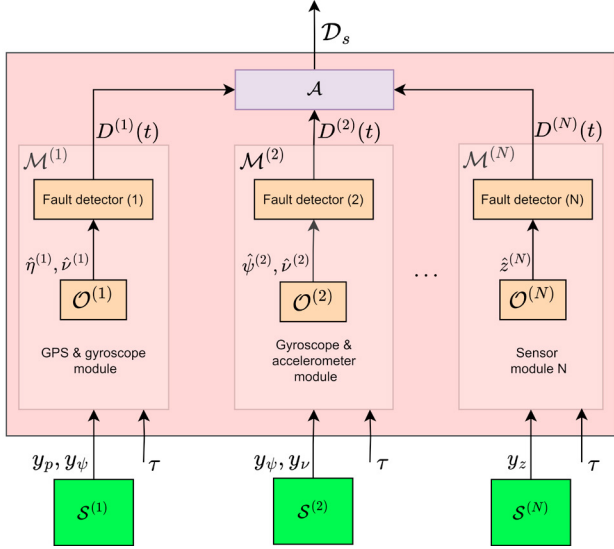 𝒟ₛ
𝒜
D⁽¹⁾(t) D⁽²⁾(t) D⁽ᴺ⁾(t)
ℳ⁽¹⁾ ℳ⁽²⁾ ℳ⁽ᴺ⁾
Fault detector (1) Fault detector (2) Fault detector (N)
η̂⁽¹⁾, ν̂⁽¹⁾ ψ̂⁽²⁾, ν̂⁽²⁾ ẑ⁽ᴺ⁾
...
𝒪⁽¹⁾ 𝒪⁽²⁾ 𝒪⁽ᴺ⁾
GPS & gyroscope
module
Gyroscope &
accelerometer
module
Sensor
module N
y_p, y_ψ τ y_ψ, y_ν τ y_z τ
𝒮⁽¹⁾ 𝒮⁽²⁾ 𝒮⁽ᴺ⁾